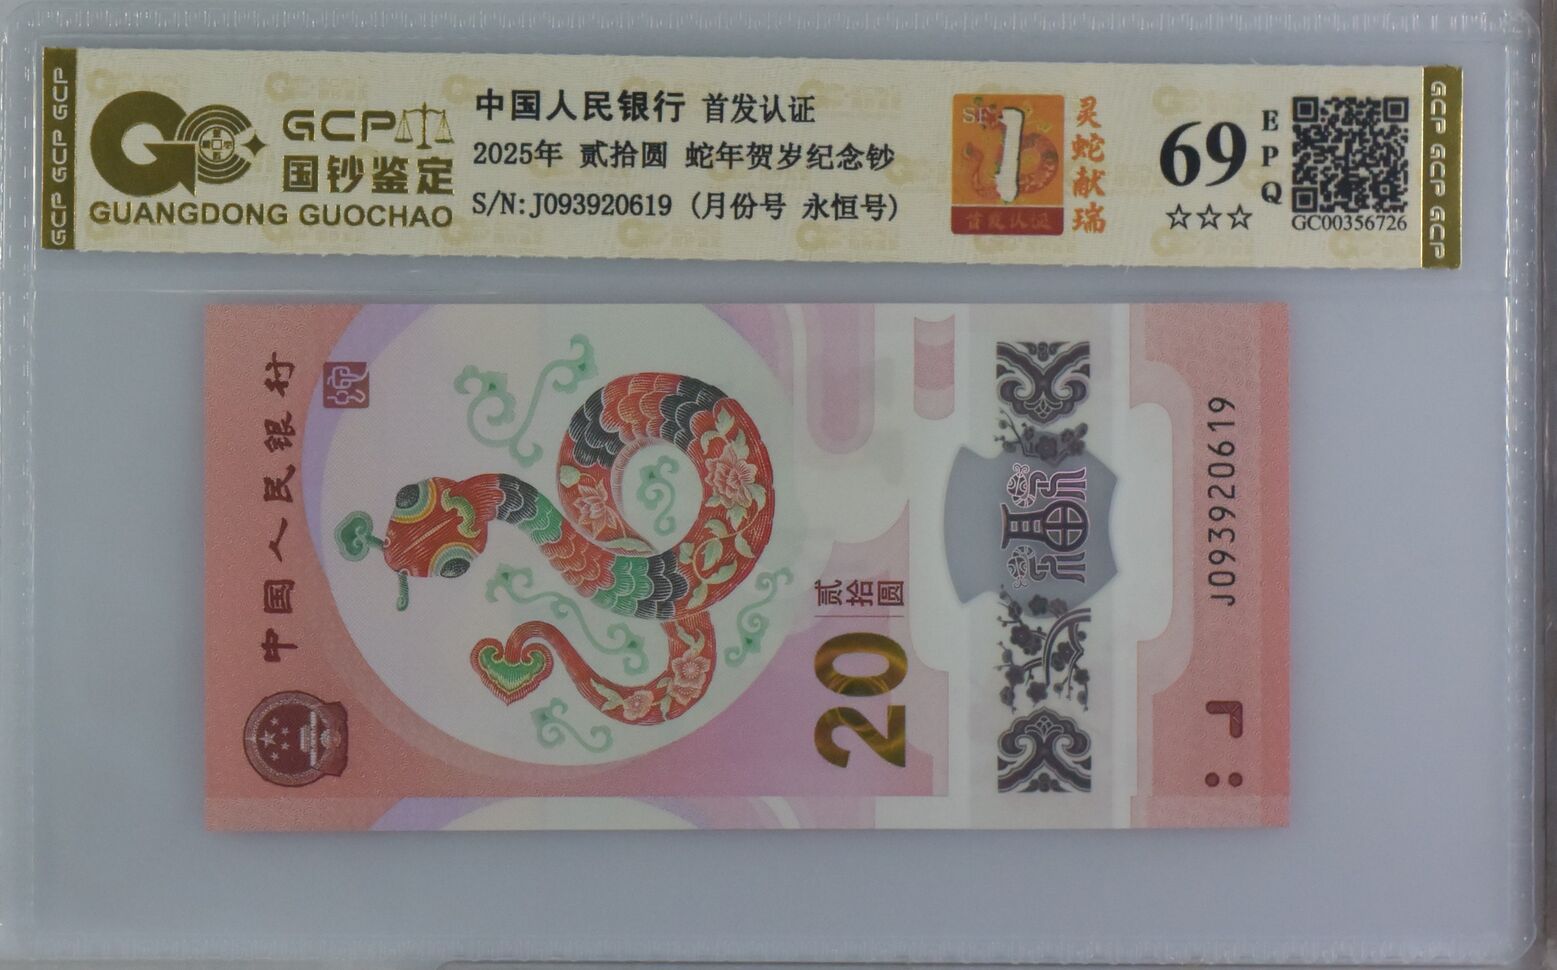 GCP GCP GCP
GCP
国钞鉴定
GUANGDONG GUOCHAO
中国人民银行 首发认证
2025年 贰拾圆 蛇年贺岁纪念钞
S/N:J093920619 (月份号 永恒号)
1
首发认证
灵蛇献瑞
69
EPQ
☆☆☆
GC00356726
GCP GCP GCP
中国人民银行
20
贰拾圆
福
J093920619